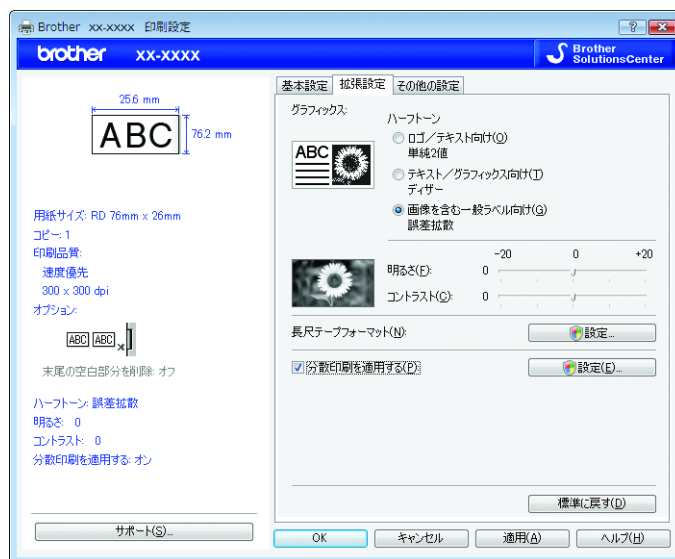 Brother xx-xxxx 印刷設定
brother XX-XXXX
Brother
SolutionsCenter
25.6 mm
ABC
76.2 mm
用紙サイズ: RD 76mm x 26mm
コピー: 1
印刷品質:
速度優先
300 x 300 dpi
オプション:
ABC ABC
末尾の空白部分を削除: オフ
ハーフトーン: 誤差拡散
明るさ: 0
コントラスト: 0
分散印刷を適用する: オン
サポート(S)...
基本設定 拡張設定 その他の設定
グラフィックス:
ABC
ハーフトーン
ロゴ/テキスト向け(O)
単純2値
テキスト/グラフィックス向け(T)
ディザー
画像を含む一般ラベル向け(G)
誤差拡散
-20 0 +20
明るさ(F): 0
コントラスト(C): 0
長尺テープフォーマット(N): 設定...
分散印刷を適用する(P) 設定(E)...
標準に戻す(D)
OK キャンセル 適用(A) ヘルプ(H)